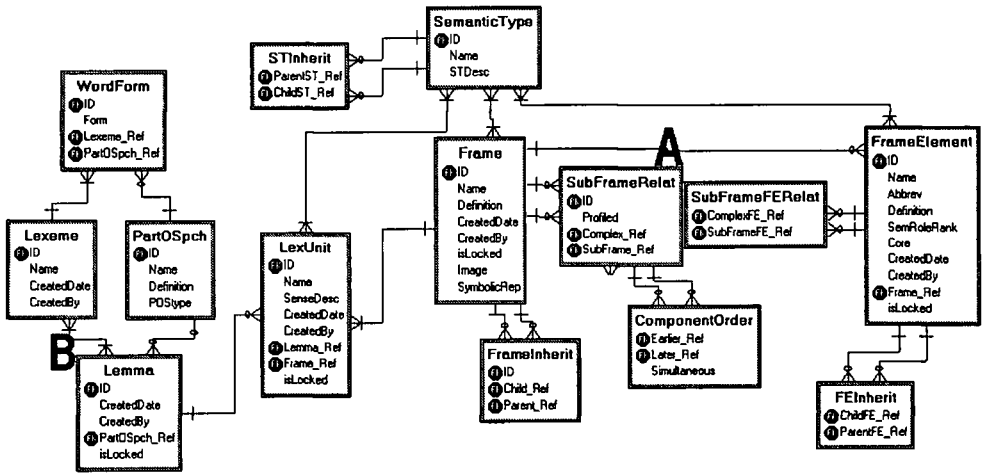 SemanticType
ID
Name
STDesc
STInherit
ParentST_Ref
ChildST_Ref
WordForm
ID
Form
Lexeme_Ref
PartOSpch_Ref
A
Frame
ID
Name
Definition
CreatedDate
CreatedBy
isLocked
Image
SymbolicRep
SubFrameRelat
ID
Profiled
Complex_Ref
SubFrame_Ref
SubFrameFERelat
ComplexFE_Ref
SubFrameFE_Ref
FrameElement
ID
Name
Abbrev
Definition
SemRoleRank
Core
CreatedDate
CreatedBy
Frame_Ref
isLocked
Lexeme
ID
Name
CreatedDate
CreatedBy
PartOSpch
ID
Name
Definition
POStype
LexUnit
ID
Name
SenseDesc
CreatedDate
CreatedBy
Lemma_Ref
Frame_Ref
isLocked
B
Lemma
ID
CreatedDate
CreatedBy
PartOSpch_Ref
isLocked
FrameInherit
ID
Child_Ref
Parent_Ref
ComponentOrder
Earlier_Ref
Later_Ref
Simultaneous
FEInherit
ChildFE_Ref
ParentFE_Ref